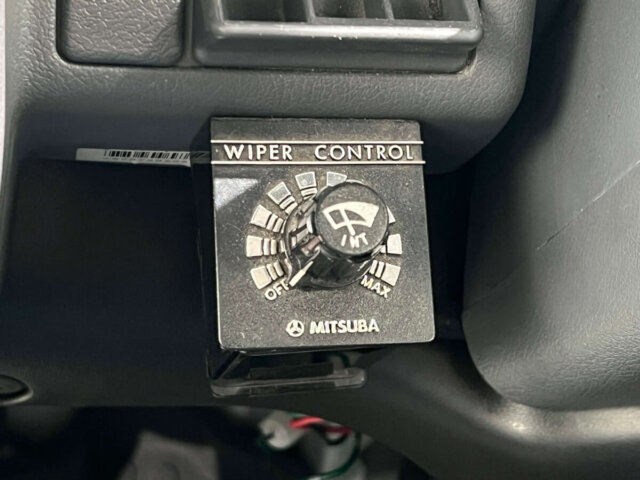 WIPER CONTROL
INT
OFF
MAX
MITSUBA